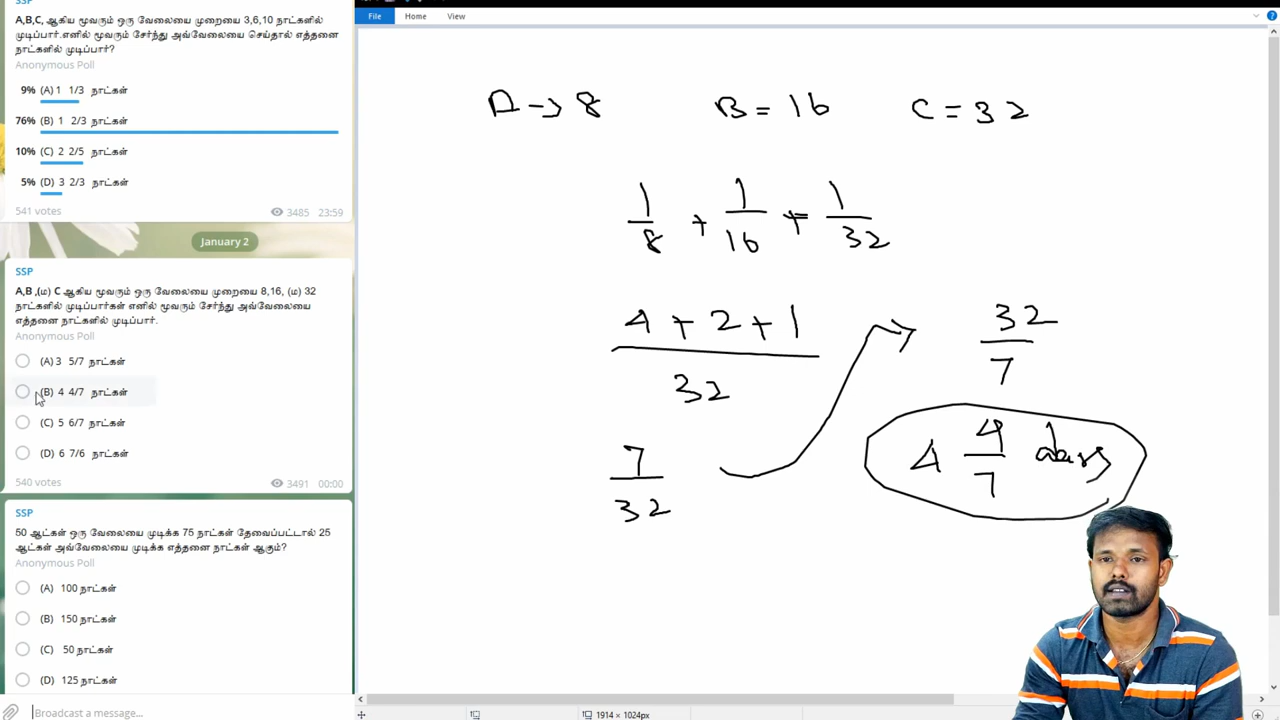 SSP
A,B,C, ஆகிய மூவரும் ஒரு வேலையை முறையை 3,6,10 நாட்களில்
முடிப்பார்.எனில் மூவரும் சேர்ந்து அவ்வேலையை செய்தால் எத்தனை
நாட்களில் முடிப்பார்?
Anonymous Poll
9% (A) 1 1/3 நாட்கள்
76% (B) 1 2/3 நாட்கள்
10% (C) 2 2/5 நாட்கள்
5% (D) 3 2/3 நாட்கள்
541 votes 3485 23:59
January 2
SSP
A,B ,(ம) C ஆகிய மூவரும் ஒரு வேலையை முறையை 8,16, (ம) 32
நாட்களில் முடிப்பார்கள் எனில் மூவரும் சேர்ந்து அவ்வேலையை
எத்தனை நாட்களில் முடிப்பார்.
Anonymous Poll
(A) 3 5/7 நாட்கள்
(B) 4 4/7 நாட்கள்
(C) 5 6/7 நாட்கள்
(D) 6 7/6 நாட்கள்
540 votes 3491 00:00
SSP
50 ஆட்கள் ஒரு வேலையை முடிக்க 75 நாட்கள் தேவைப்பட்டால் 25
ஆட்கள் அவ்வேலையை முடிக்க எத்தனை நாட்கள் ஆகும்?
Anonymous Poll
(A) 100 நாட்கள்
(B) 150 நாட்கள்
(C) 50 நாட்கள்
(D) 125 நாட்கள்
Broadcast a message...
File Home View
A → 8 B = 16 C = 32
1/8 + 1/16 + 1/32
4 + 2 + 1
32
7/32
32/7
4 4/7 days
1914 × 1024px